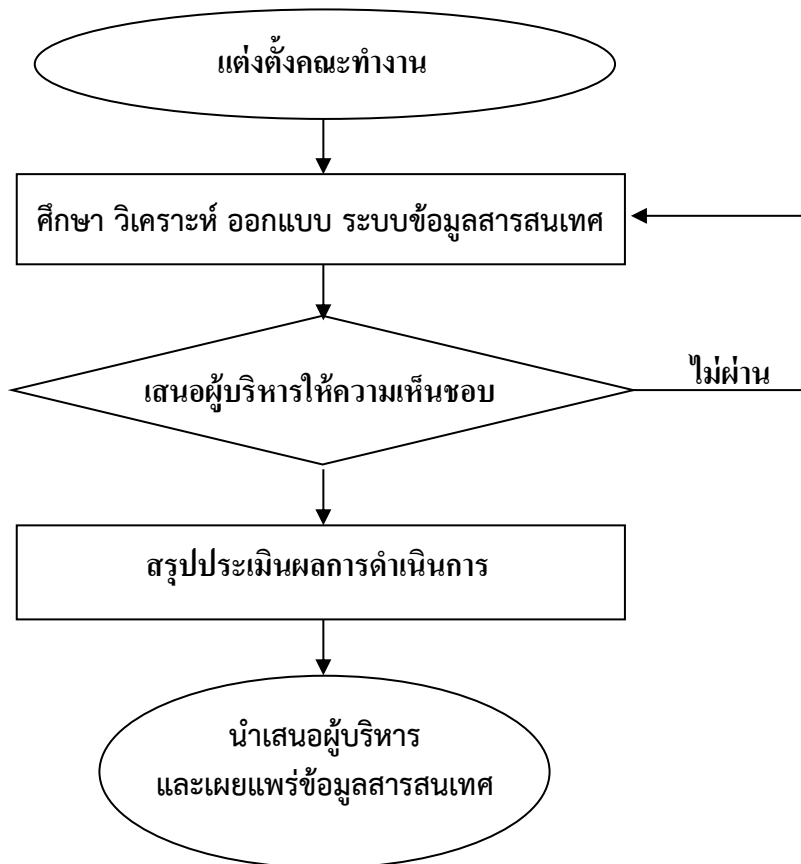 แต่งตั้งคณะทำงาน
ศึกษา วิเคราะห์ ออกแบบ ระบบข้อมูลสารสนเทศ
เสนอผู้บริหารให้ความเห็นชอบ
ไม่ผ่าน
สรุปประเมินผลการดำเนินการ
นำเสนอผู้บริหาร
และเผยแพร่ข้อมูลสารสนเทศ